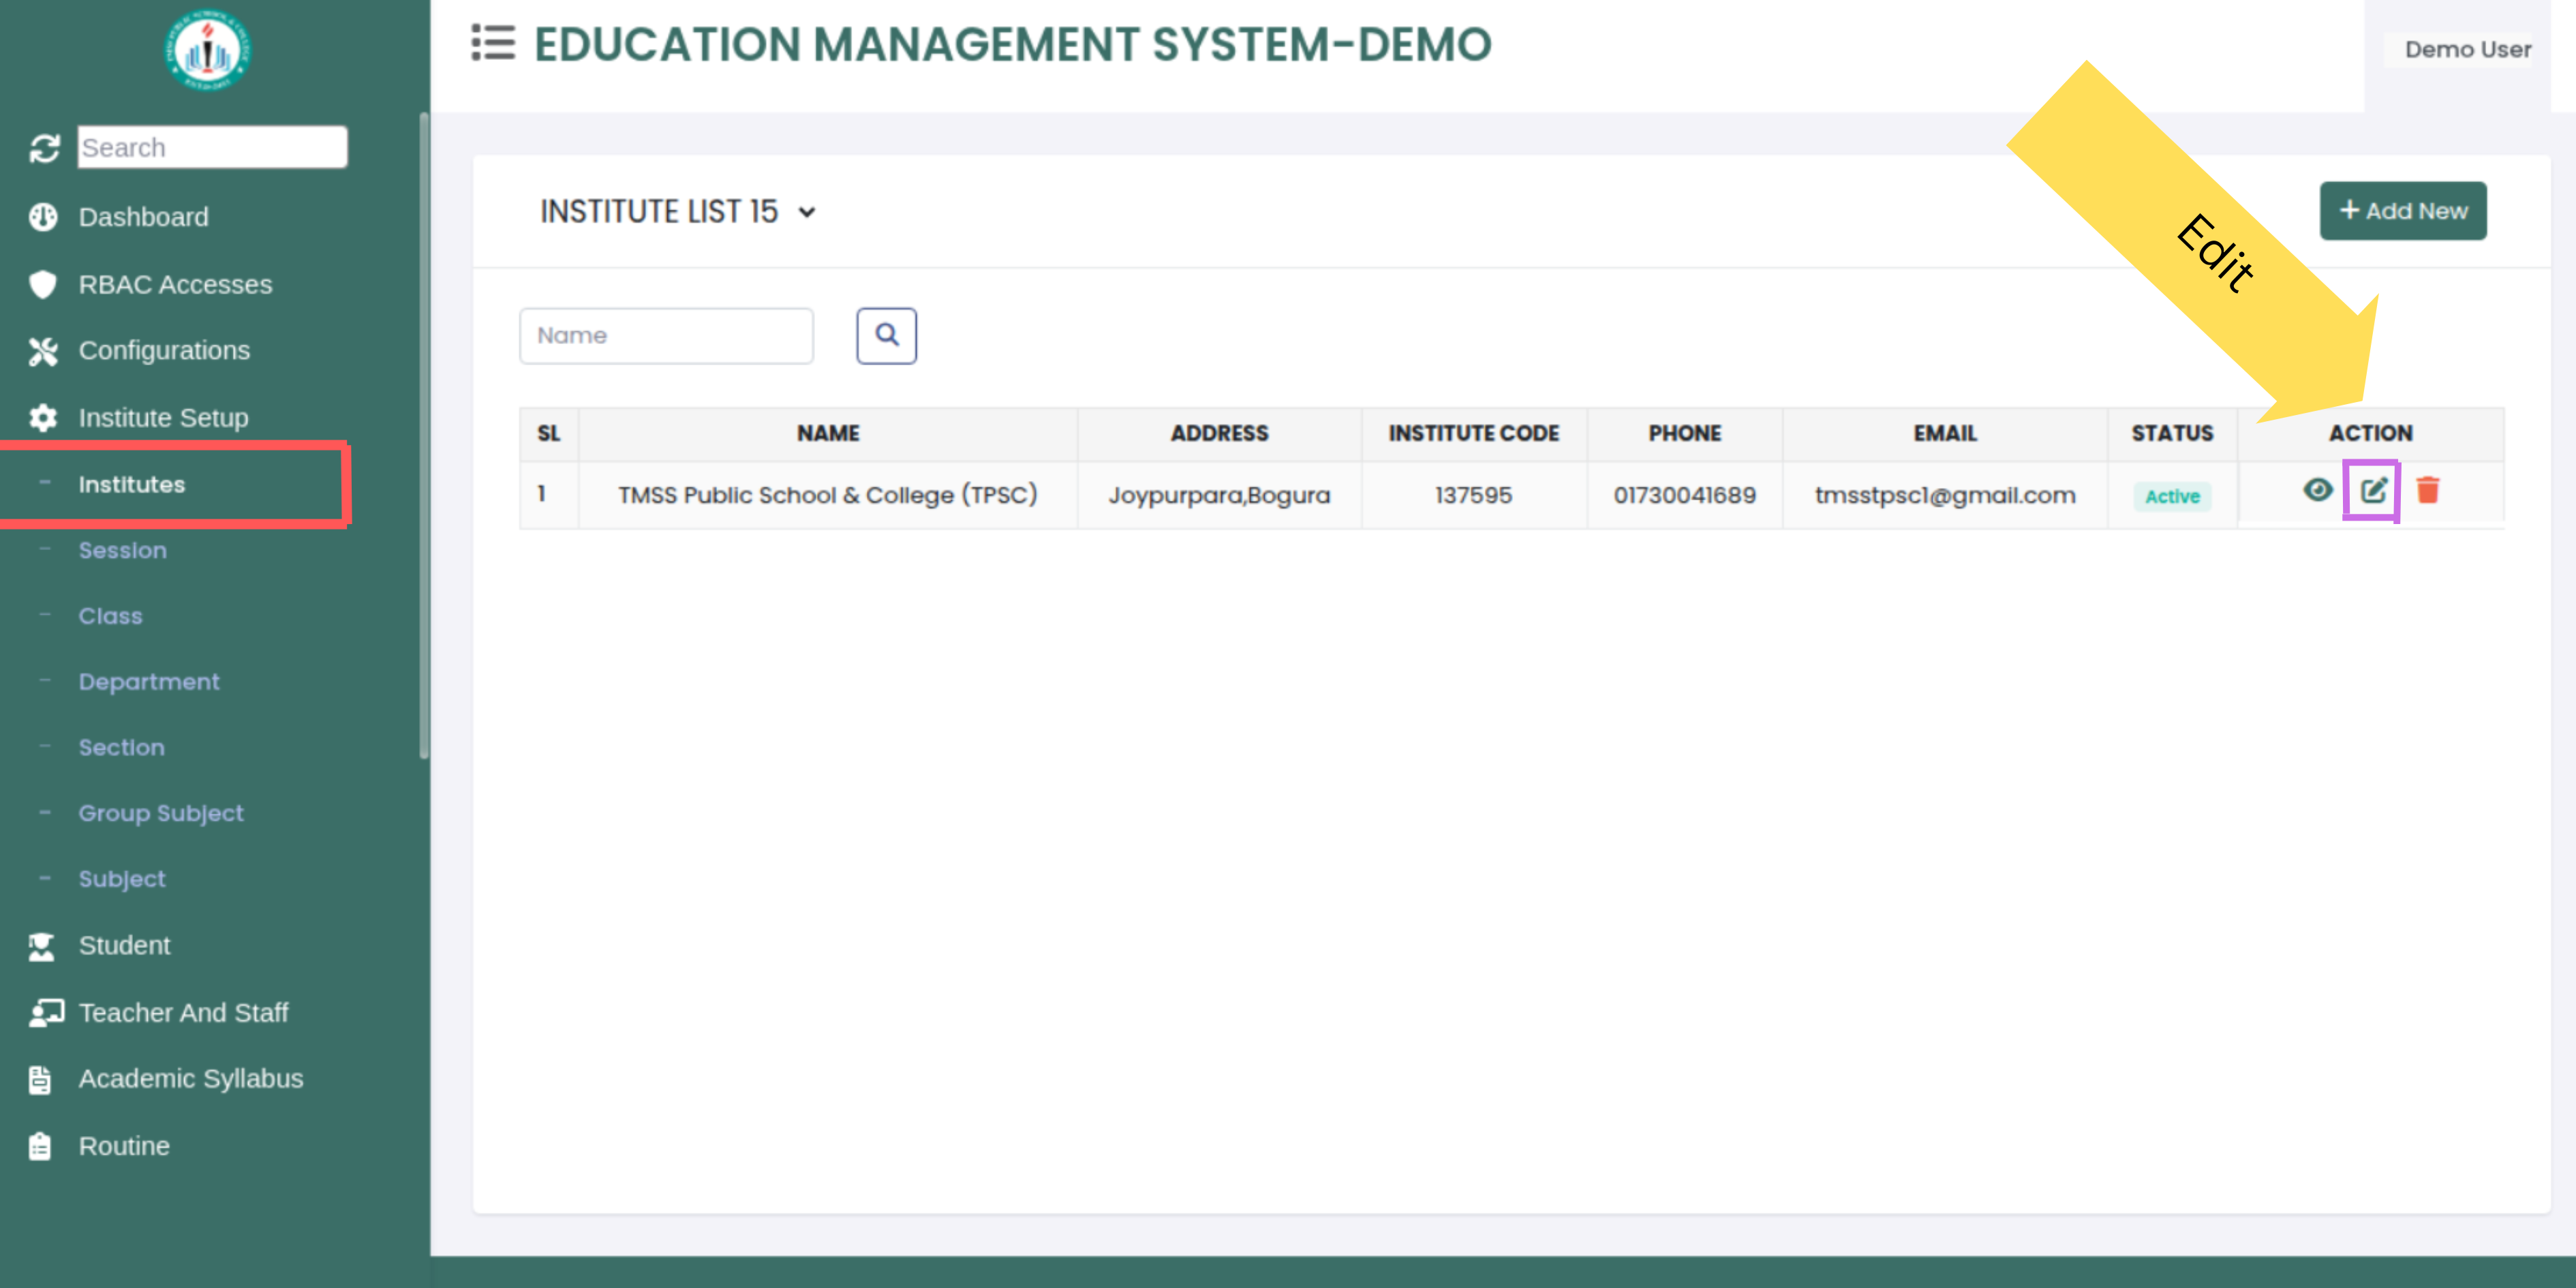 EDUCATION MANAGEMENT SYSTEM-DEMO
Demo User
Search
Dashboard
RBAC Accesses
Configurations
Institute Setup
Institutes
Session
Class
Department
Section
Group Subject
Subject
Student
Teacher And Staff
Academic Syllabus
Routine
INSTITUTE LIST 15
Edit
+ Add New
Name
SL NAME ADDRESS INSTITUTE CODE PHONE EMAIL STATUS ACTION
1 TMSS Public School & College (TPSC) Joypurpara,Bogura 137595 01730041689 tmsstpsc1@gmail.com Active